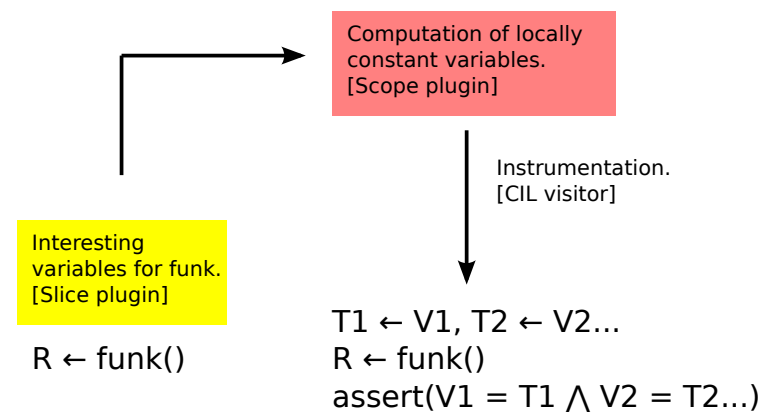 Computation of locally
constant variables.
[Scope plugin]
Instrumentation.
[CIL visitor]
Interesting
variables for funk.
[Slice plugin]
R ← funk()
T1 ← V1, T2 ← V2...
R ← funk()
assert(V1 = T1 ⋀ V2 = T2...)